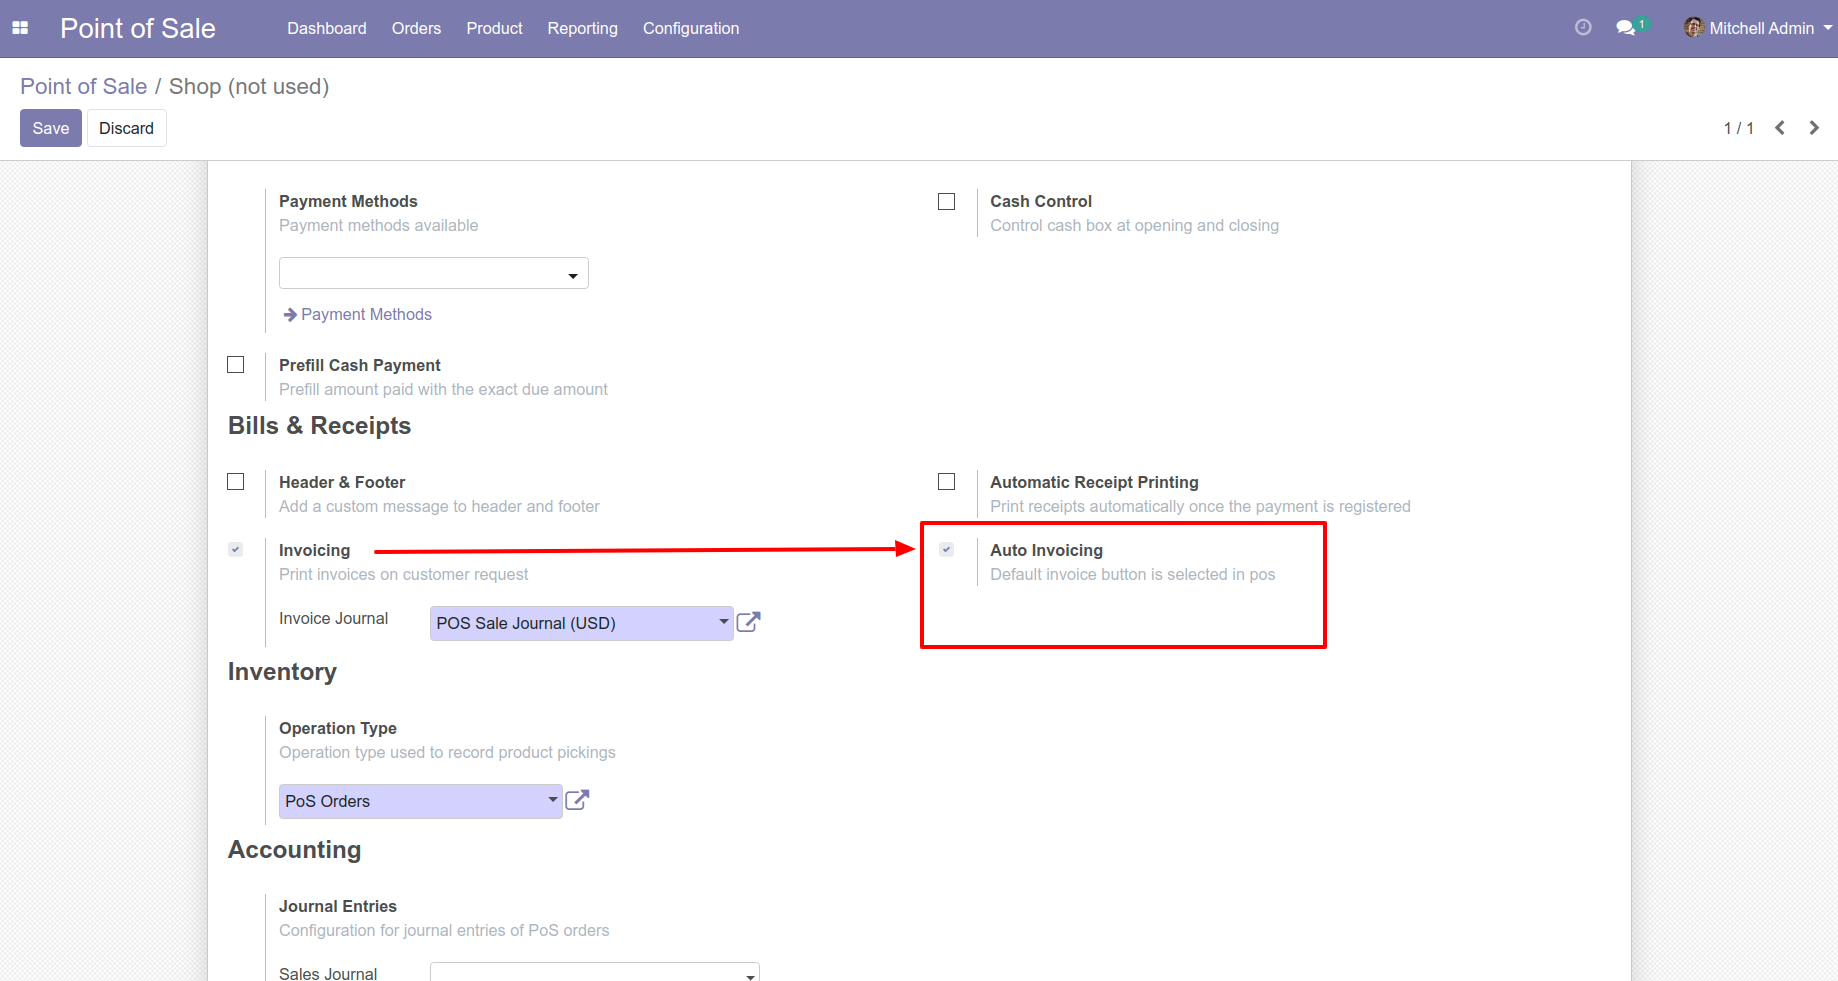 Point of Sale Dashboard Orders Product Reporting Configuration 1 Mitchell Admin
Point of Sale / Shop (not used)
Save Discard 1 / 1
Payment Methods
Payment methods available
Payment Methods
Cash Control
Control cash box at opening and closing
Prefill Cash Payment
Prefill amount paid with the exact due amount
Bills & Receipts
Header & Footer
Add a custom message to header and footer
Automatic Receipt Printing
Print receipts automatically once the payment is registered
Invoicing
Print invoices on customer request
Invoice Journal POS Sale Journal (USD)
Auto Invoicing
Default invoice button is selected in pos
Inventory
Operation Type
Operation type used to record product pickings
PoS Orders
Accounting
Journal Entries
Configuration for journal entries of PoS orders
Sales Journal